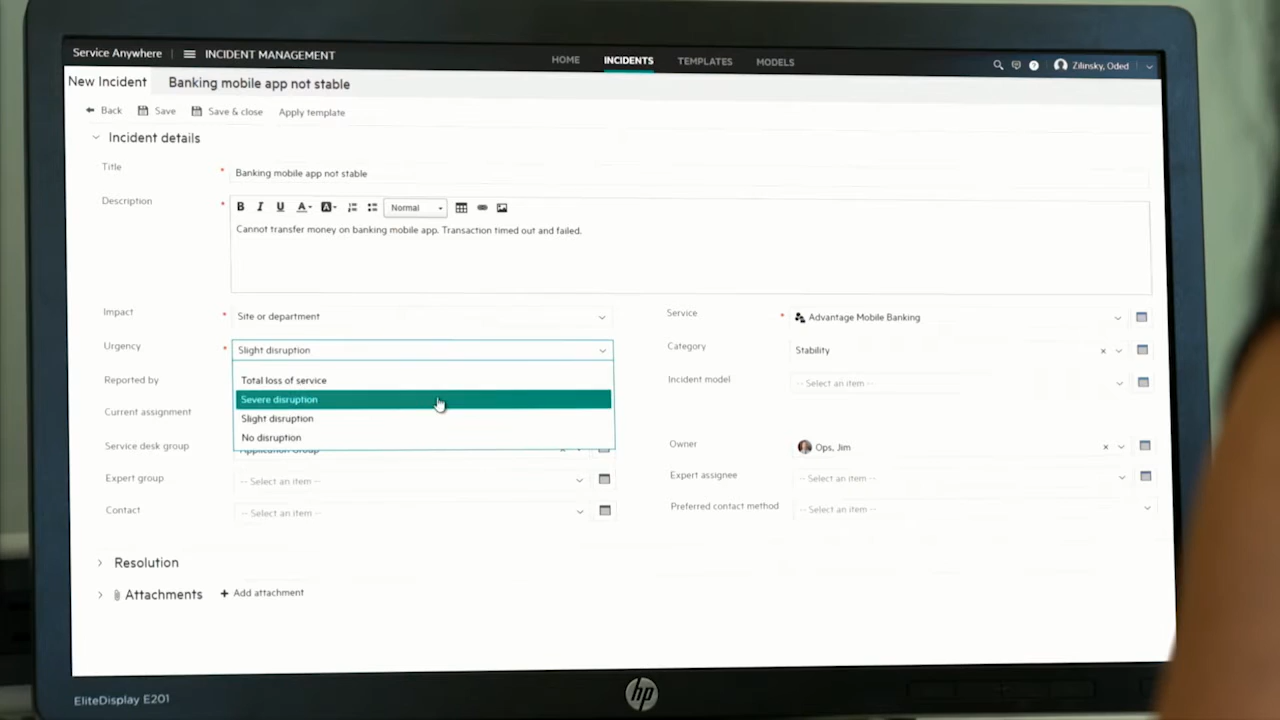 Service Anywhere | INCIDENT MANAGEMENT HOME INCIDENTS TEMPLATES MODELS Zilinsky, Oded
New Incident Banking mobile app not stable
Back Save Save & close Apply template
Incident details
Title * Banking mobile app not stable
Description * B I U A A Normal
Cannot transfer money on banking mobile app. Transaction timed out and failed.
Impact * Site or department Service * Advantage Mobile Banking
Urgency * Slight disruption Category Stability
Reported by Total loss of service Incident model -- Select an item --
Severe disruption
Current assignment Slight disruption
No disruption
Service desk group Application Group Owner Ops, Jim
Expert group -- Select an item -- Expert assignee -- Select an item --
Contact -- Select an item -- Preferred contact method -- Select an item --
Resolution
Attachments + Add attachment
EliteDisplay E201 hp